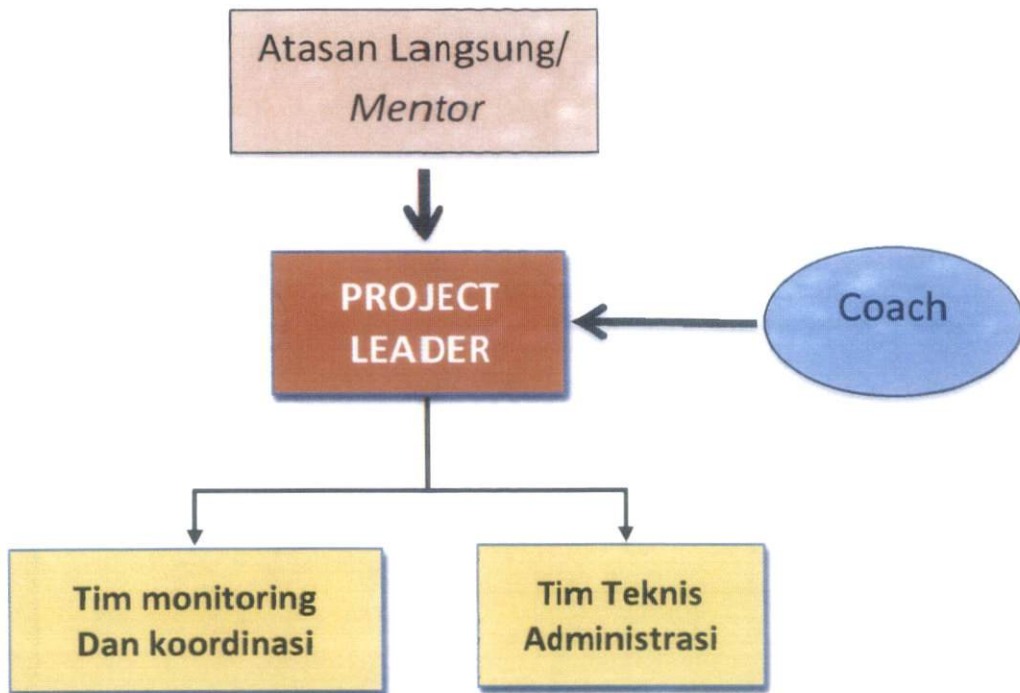 Atasan Langsung/
Mentor
PROJECT
LEADER
Coach
Tim monitoring
Dan koordinasi
Tim Teknis
Administrasi